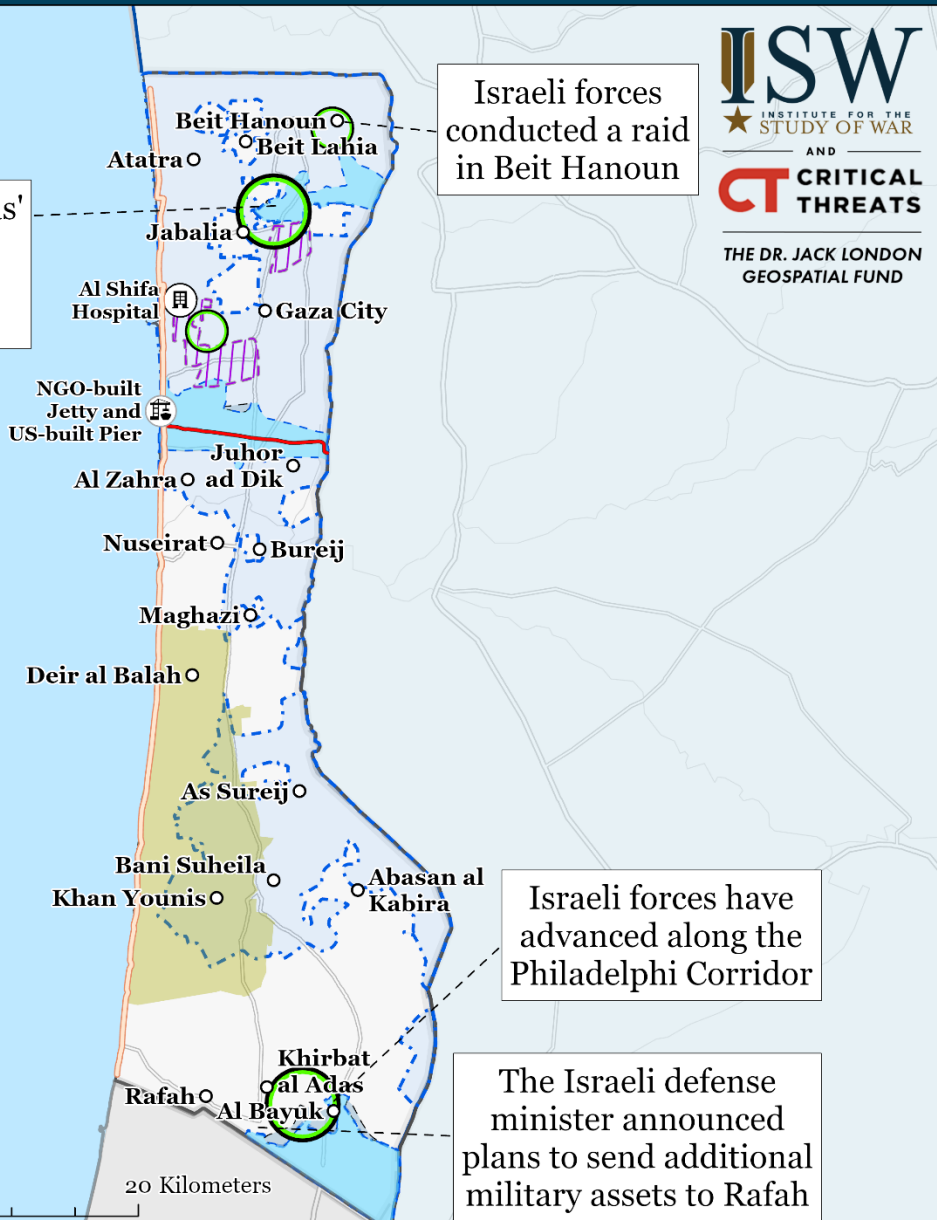 ISW
INSTITUTE FOR THE
STUDY OF WAR
AND
CT CRITICAL
THREATS
THE DR. JACK LONDON
GEOSPATIAL FUND
Israeli forces
conducted a raid
in Beit Hanoun
Beit Hanoun
Beit Lahia
Atatra
Jabalia
Al Shifa
Hospital
Gaza City
NGO-built
Jetty and
US-built Pier
Juhor
ad Dik
Al Zahra
Nuseirat
Bureij
Maghazi
Deir al Balah
As Sureij
Bani Suheila
Khan Younis
Abasan al
Kabira
Israeli forces have
advanced along the
Philadelphi Corridor
Khirbat
al Adas
Rafah
Al Bayuk
The Israeli defense
minister announced
plans to send additional
military assets to Rafah
20 Kilometers